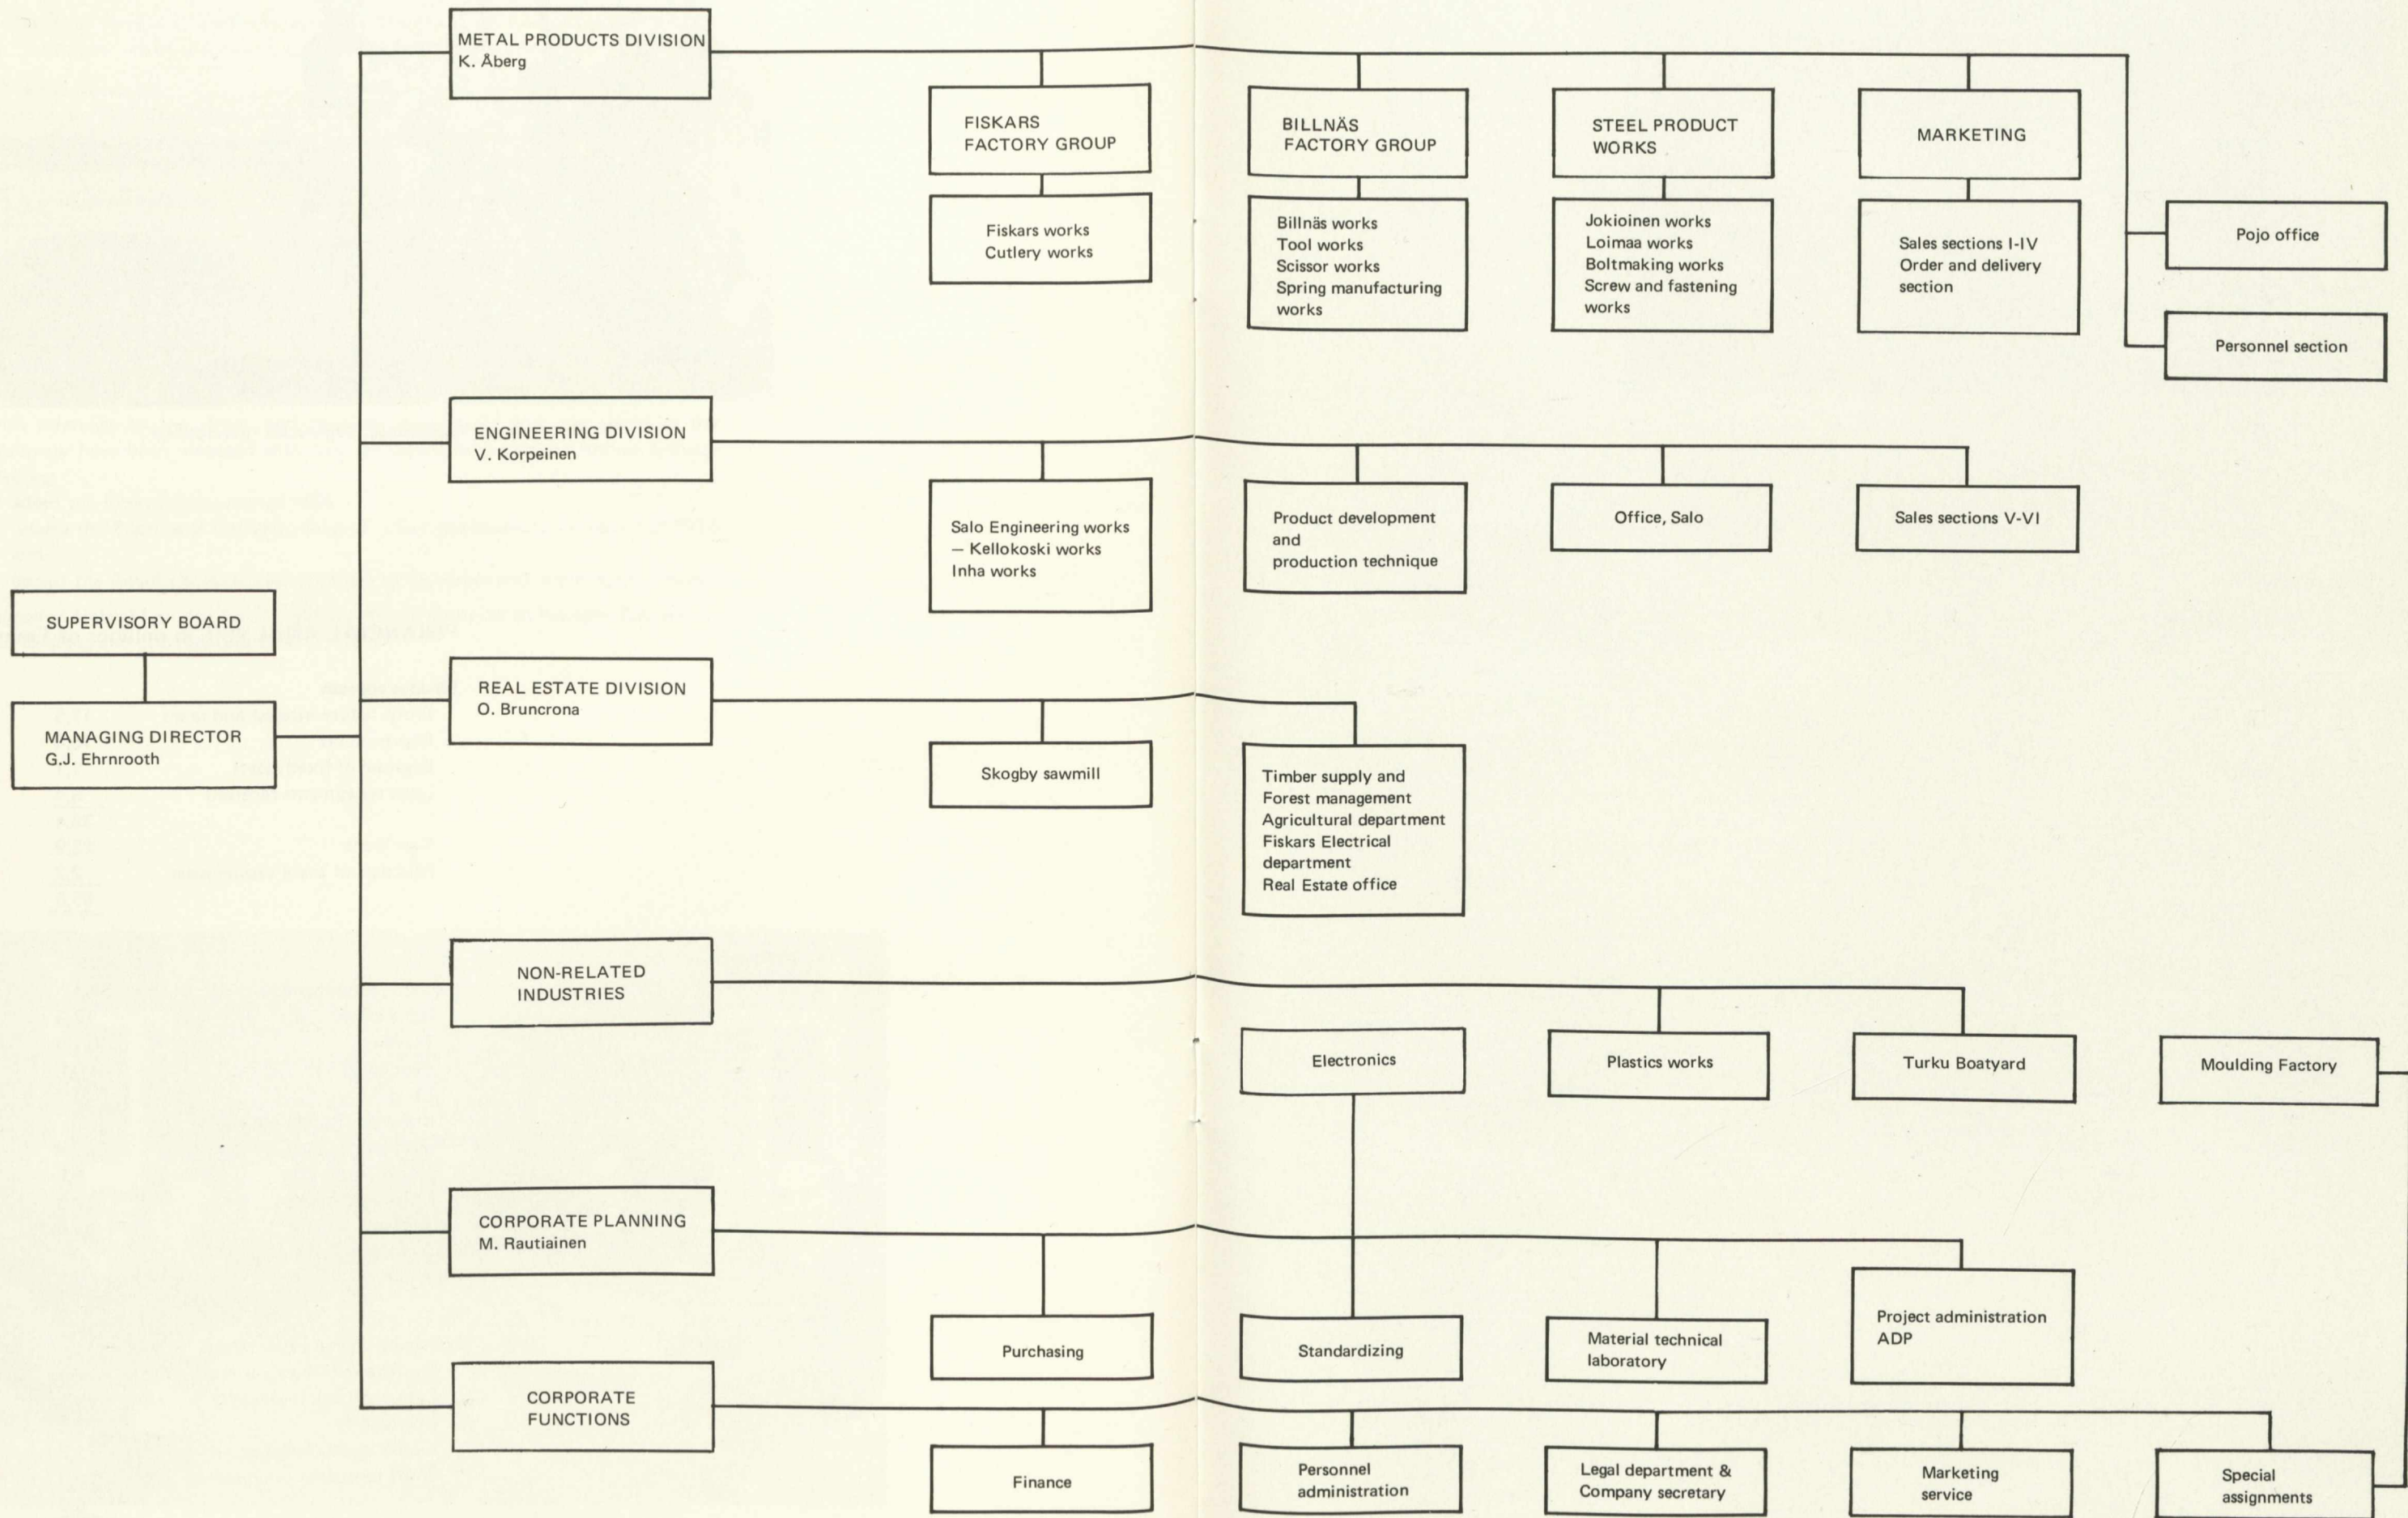 METAL PRODUCTS DIVISION
K. Åberg
FISKARS
FACTORY GROUP
Fiskars works
Cutlery works
BILLNÄS
FACTORY GROUP
Billnäs works
Tool works
Scissor works
Spring manufacturing
works
STEEL PRODUCT
WORKS
Jokioinen works
Loimaa works
Boltmaking works
Screw and fastening
works
MARKETING
Sales sections I-IV
Order and delivery
section
Pojo office
Personnel section
ENGINEERING DIVISION
V. Korpeinen
Salo Engineering works
— Kellokoski works
Inha works
Product development
and
production technique
Office, Salo
Sales sections V-VI
SUPERVISORY BOARD
MANAGING DIRECTOR
G.J. Ehrnrooth
REAL ESTATE DIVISION
O. Bruncrona
Skogby sawmill
Timber supply and
Forest management
Agricultural department
Fiskars Electrical
department
Real Estate office
NON-RELATED
INDUSTRIES
Electronics
Plastics works
Turku Boatyard
Moulding Factory
CORPORATE PLANNING
M. Rautiainen
Purchasing
Standardizing
Material technical
laboratory
Project administration
ADP
CORPORATE
FUNCTIONS
Finance
Personnel
administration
Legal department &
Company secretary
Marketing
service
Special
assignments